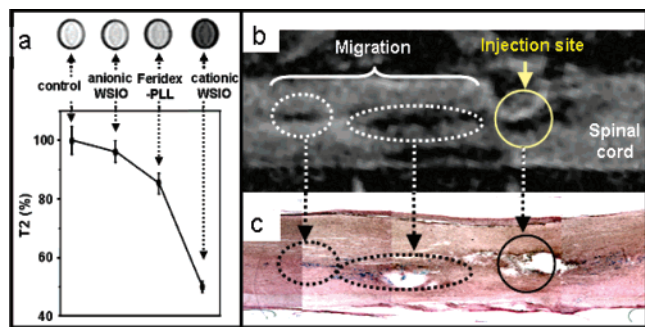 a
control
anionic WSIO
Feridex -PLL
cationic WSIO
T2 (%)
100
80
60
40
b
Migration
Injection site
Spinal cord
c